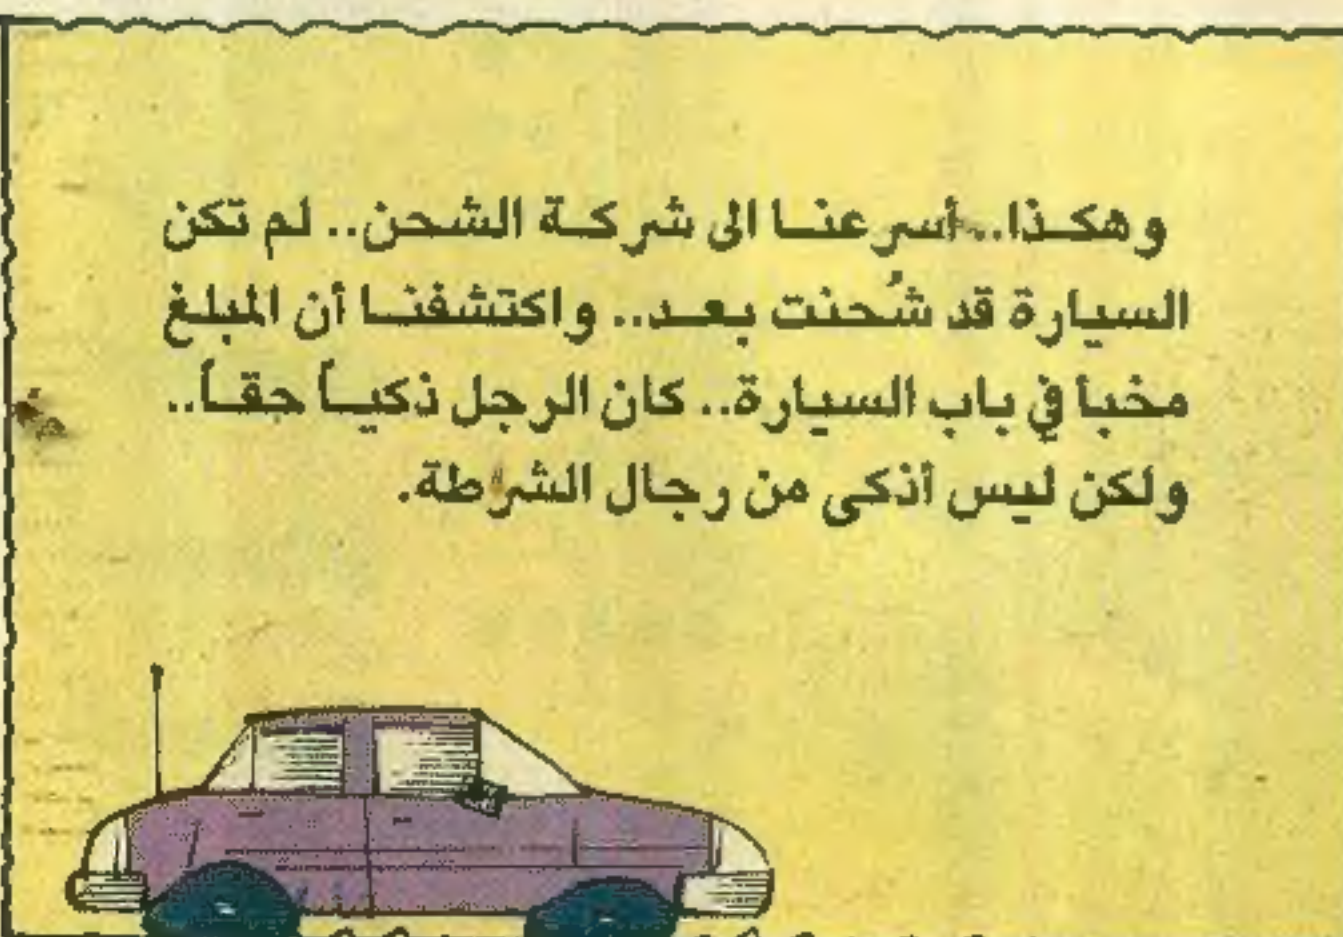 وهكذا.. أسرعنا الى شركة الشحن.. لم تكن
السيارة قد شُحنت بعد.. واكتشفنا أن المبلغ
مخبأ في باب السيارة.. كان الرجل ذكياً حقاً..
ولكن ليس أذكى من رجال الشرطة.